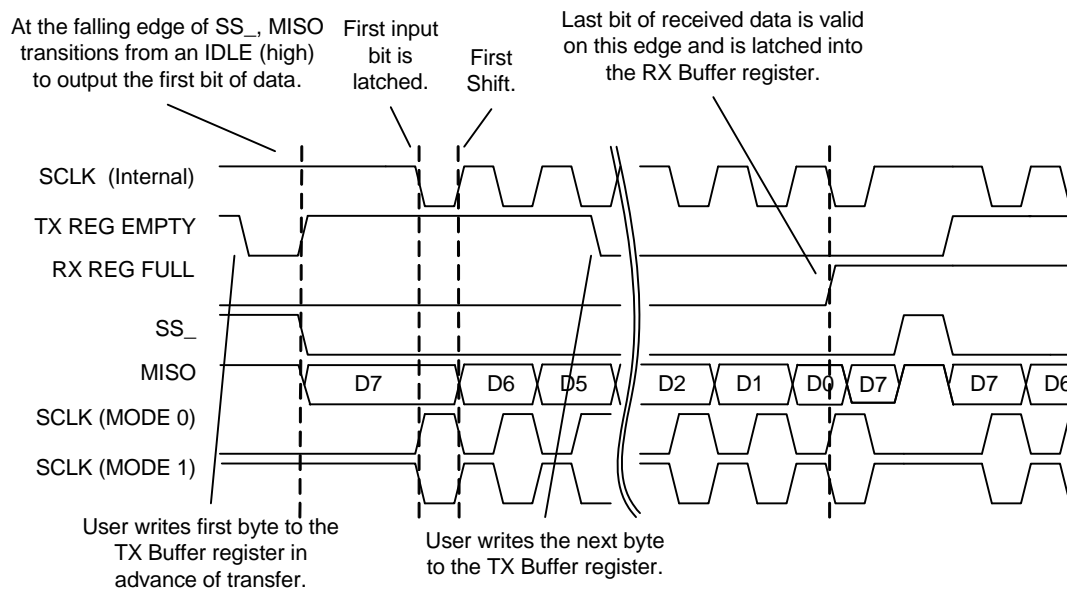 At the falling edge of SS_, MISO
transitions from an IDLE (high)
to output the first bit of data.
First input
bit is
latched.
First
Shift.
Last bit of received data is valid
on this edge and is latched into
the RX Buffer register.
SCLK (Internal)
TX REG EMPTY
RX REG FULL
SS_
MISO
D7
D6
D5
D2
D1
D0
D7
D7
D6
SCLK (MODE 0)
SCLK (MODE 1)
User writes first byte to the
TX Buffer register in
advance of transfer.
User writes the next byte
to the TX Buffer register.